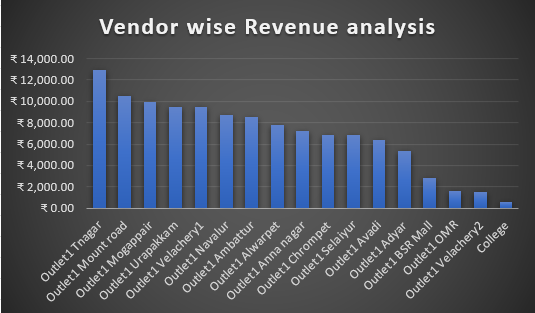 Vendor wise Revenue analysis
₹ 14,000.00
₹ 12,000.00
₹ 10,000.00
₹ 8,000.00
₹ 6,000.00
₹ 4,000.00
₹ 2,000.00
₹ 0.00
Outlet1 Tnagar
Outlet1 Mount road
Outlet1 Mogappair
Outlet1 Urapakkam
Outlet1 Velachery1
Outlet1 Navalur
Outlet1 Ambattur
Outlet1 Alwarpet
Outlet1 Anna nagar
Outlet1 Chrompet
Outlet1 Selaiyur
Outlet1 Avadi
Outlet1 Adyar
Outlet1 BSR Mall
Outlet1 OMR
Outlet1 Velachery2
College